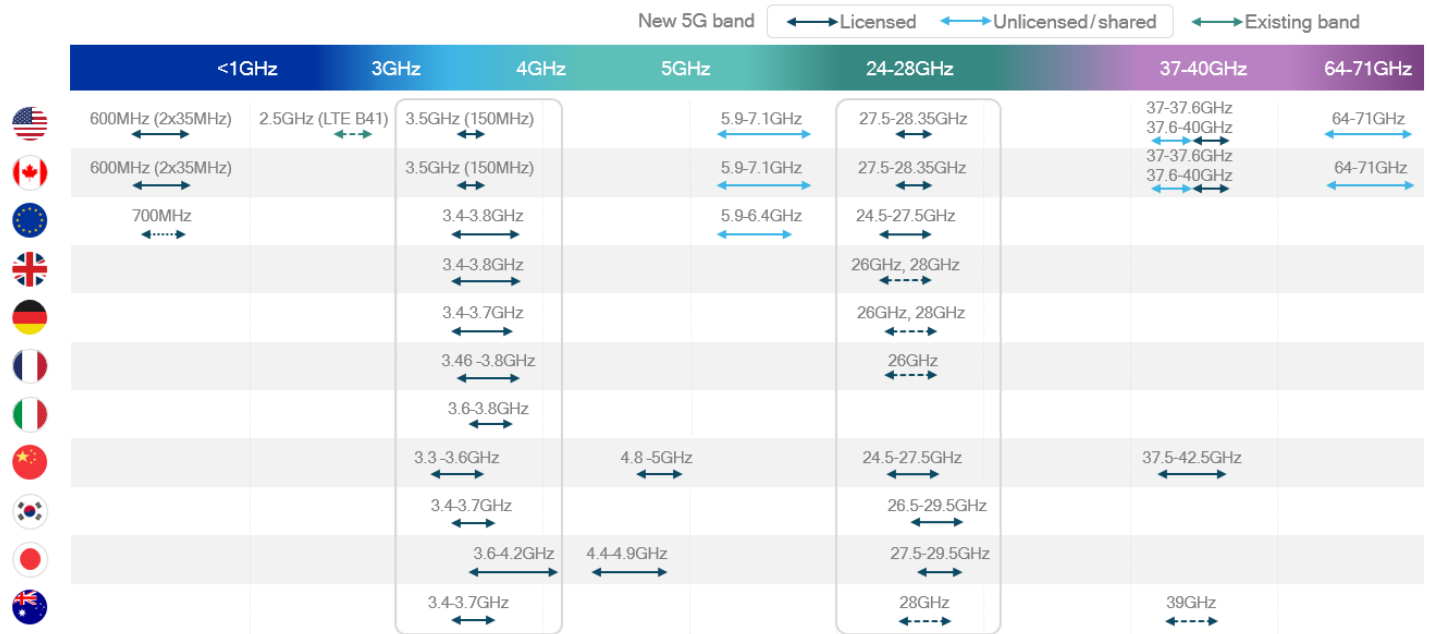 New 5G band Licensed Unlicensed/shared Existing band
<1GHz 3GHz 4GHz 5GHz 24-28GHz 37-40GHz 64-71GHz
600MHz (2x35MHz) 2.5GHz (LTE B41) 3.5GHz (150MHz) 5.9-7.1GHz 27.5-28.35GHz 37-37.6GHz 64-71GHz
37.6-40GHz
600MHz (2x35MHz) 3.5GHz (150MHz) 5.9-7.1GHz 27.5-28.35GHz 37-37.6GHz 64-71GHz
37.6-40GHz
700MHz 3.4-3.8GHz 5.9-6.4GHz 24.5-27.5GHz
3.4-3.8GHz 26GHz, 28GHz
3.4-3.7GHz 26GHz, 28GHz
3.46 -3.8GHz 26GHz
3.6-3.8GHz
3.3 -3.6GHz 4.8 -5GHz 24.5-27.5GHz 37.5-42.5GHz
3.4-3.7GHz 26.5-29.5GHz
3.6-4.2GHz 4.4-4.9GHz 27.5-29.5GHz
3.4-3.7GHz 28GHz 39GHz